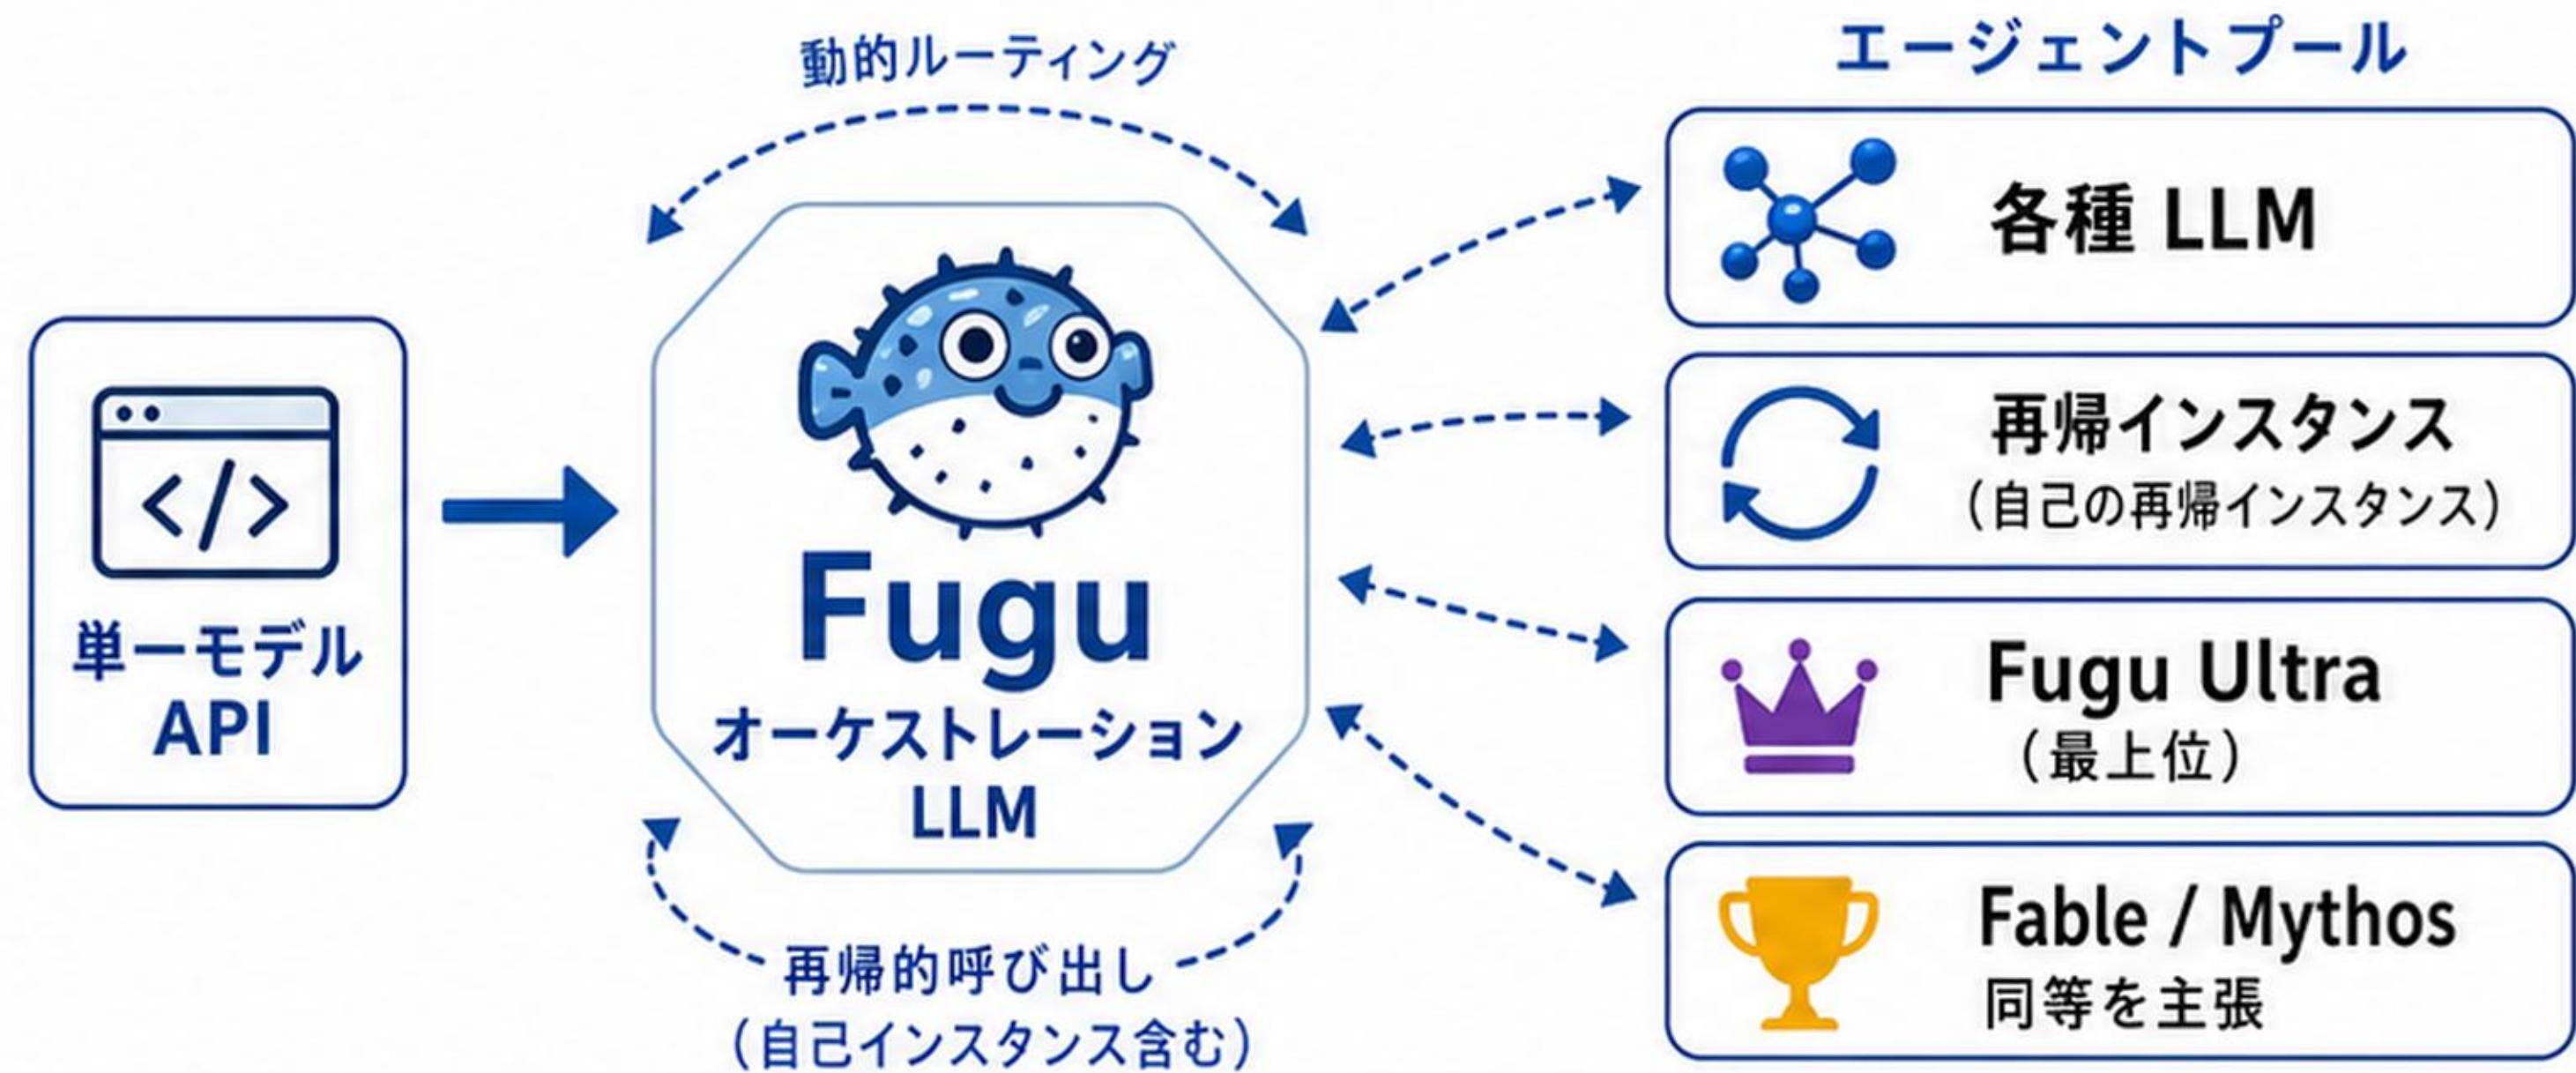 動的ルーティング
単一モデル
API
Fugu
オーケストレーション
LLM
再帰的呼び出し
（自己インスタンス含む）
エージェントプール
各種 LLM
再帰インスタンス
（自己の再帰インスタンス）
Fugu Ultra
（最上位）
Fable / Mythos
同等を主張